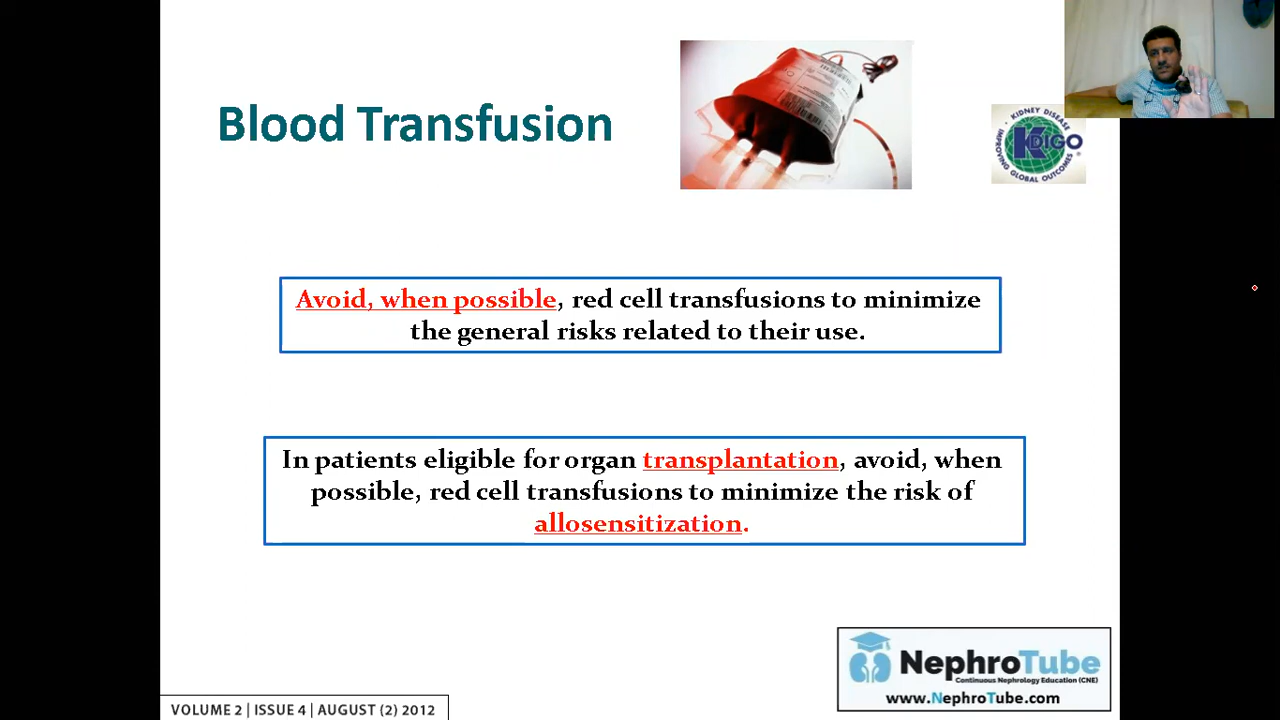 Blood Transfusion
KIDNEY DISEASE
KDIGO
IMPROVING GLOBAL OUTCOMES
Avoid, when possible, red cell transfusions to minimize
the general risks related to their use.
In patients eligible for organ transplantation, avoid, when
possible, red cell transfusions to minimize the risk of
allosensitization.
NephroTube
Continuous Nephrology Education (CNE)
www.NephroTube.com
VOLUME 2 | ISSUE 4 | AUGUST (2) 2012